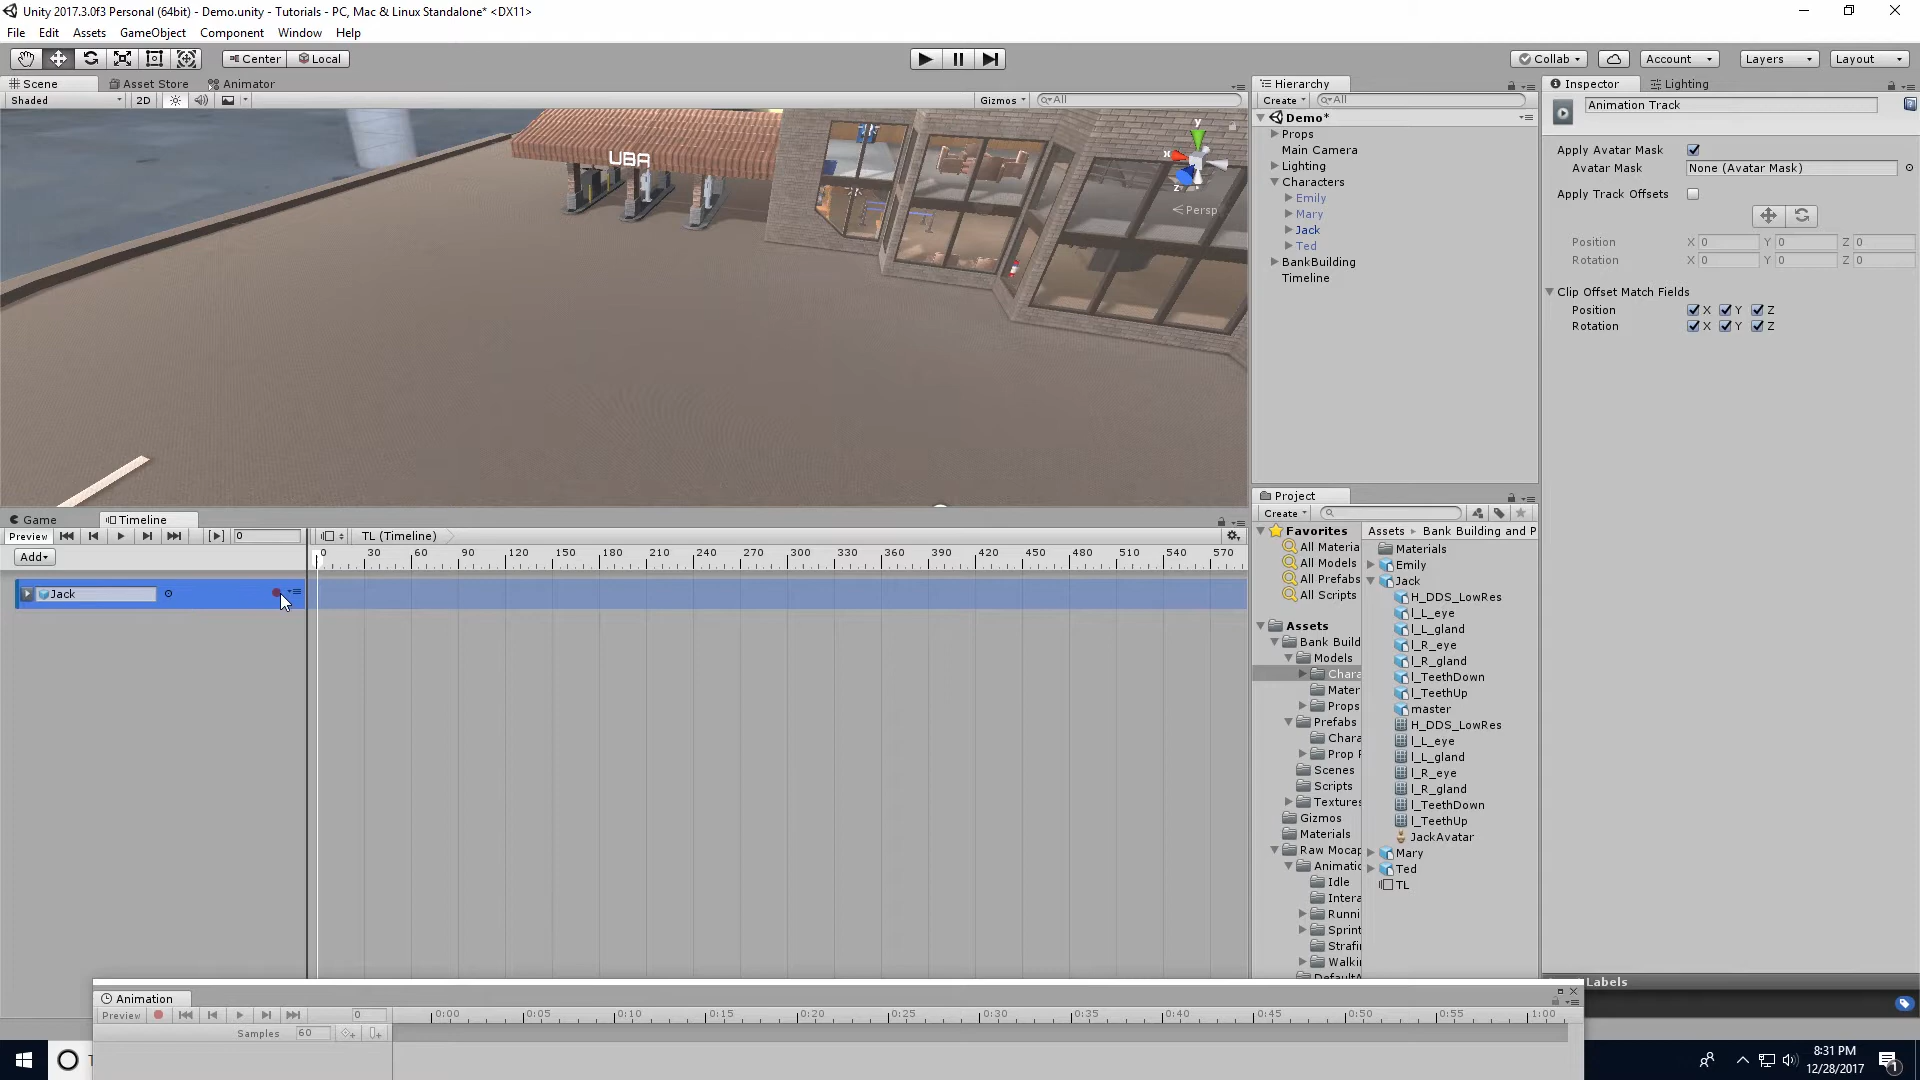 Unity 2017.3.0f3 Personal (64bit) - Demo.unity - Tutorials - PC, Mac & Linux Standalone* <DX11>
File Edit Assets GameObject Component Window Help
Center Local Collab Account Layers Layout
Scene Asset Store Animator
Shaded 2D Gizmos All
UBA
y
x
z
Persp
Hierarchy
Create All
Demo*
Props
Main Camera
Lighting
Characters
Emily
Mary
Jack
Ted
BankBuilding
Timeline
Inspector Lighting
Animation Track
Apply Avatar Mask
Avatar Mask None (Avatar Mask)
Apply Track Offsets
Position X 0 Y 0 Z 0
Rotation X 0 Y 0 Z 0
Clip Offset Match Fields
Position X Y Z
Rotation X Y Z
Game Timeline
Preview 0 TL (Timeline)
Add
0 30 60 90 120 150 180 210 240 270 300 330 360 390 420 450 480 510 540 570
Jack
Project
Create
Favorites
All Materia
All Models
All Prefabs
All Scripts
Assets
Bank Build
Models
Chara
Mater
Props
Prefabs
Chara
Prop P
Scenes
Scripts
Textures
Gizmos
Materials
Raw Mocap
Animatio
Idle
Intera
Runni
Sprint
Strafin
Walkin
Assets Bank Building and P
Materials
Emily
Jack
H_DDS_LowRes
l_L_eye
l_L_gland
l_R_eye
l_R_gland
l_TeethDown
l_TeethUp
master
H_DDS_LowRes
l_L_eye
l_L_gland
l_R_eye
l_R_gland
l_TeethDown
l_TeethUp
JackAvatar
Mary
Ted
TL
Labels
Animation
Preview 0 0:00 0:05 0:10 0:15 0:20 0:25 0:30 0:35 0:40 0:45 0:50 0:55 1:00
Samples 60
8:31 PM
12/28/2017
1